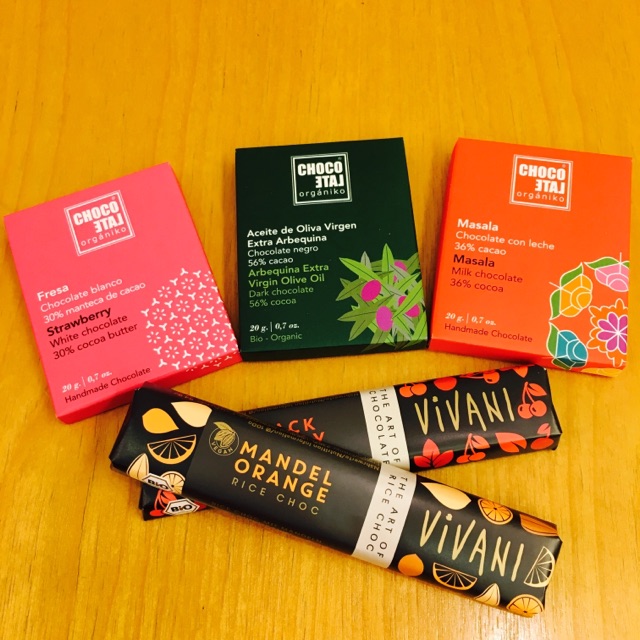 CHOCO
LATE
orgániko
Fresa
Chocolate blanco
30% manteca de cacao
Strawberry
White chocolate
30% cocoa butter
20 g. | 0,7 oz.
Handmade Chocolate
CHOCO
LATE
orgániko
Aceite de Oliva Virgen
Extra Arbequina
Chocolate negro
56% cacao
Arbequina Extra
Virgin Olive Oil
Dark chocolate
56% cocoa
20 g. | 0,7 oz.
Bio - Organic
CHOCO
LATE
orgániko
Masala
Chocolate con leche
36% cacao
Masala
Milk chocolate
36% cocoa
20 g. | 0,7 oz.
Handmade Chocolate
THE ART OF
CHOCOLATE
ViVANI
VEGAN
MANDEL
ORANGE
RICE CHOC
THE ART OF
RICE CHOC
ViVANI
BiO